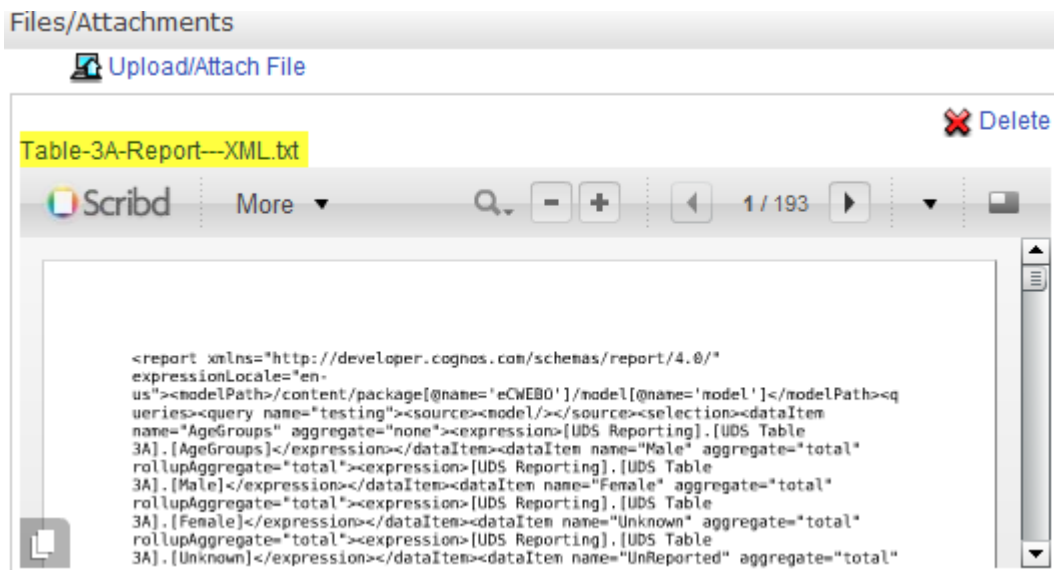 Files/Attachments
Upload/Attach File
Delete
Table-3A-Report---XML.txt
Scribd More 1 / 193
<report xmlns="http://developer.cognos.com/schemas/report/4.0/"
expressionLocale="en-
us"><modelPath>/content/package[@name='eCWEBO']/model[@name='model']</modelPath><q
ueries><query name="testing"><source><model/></source><selection><dataItem
name="AgeGroups" aggregate="none"><expression>[UDS Reporting].[UDS Table
3A].[AgeGroups]</expression></dataItem><dataItem name="Male" aggregate="total"
rollupAggregate="total"><expression>[UDS Reporting].[UDS Table
3A].[Male]</expression></dataItem><dataItem name="Female" aggregate="total"
rollupAggregate="total"><expression>[UDS Reporting].[UDS Table
3A].[Female]</expression></dataItem><dataItem name="Unknown" aggregate="total"
rollupAggregate="total"><expression>[UDS Reporting].[UDS Table
3A].[Unknown]</expression></dataItem><dataItem name="UnReported" aggregate="total"